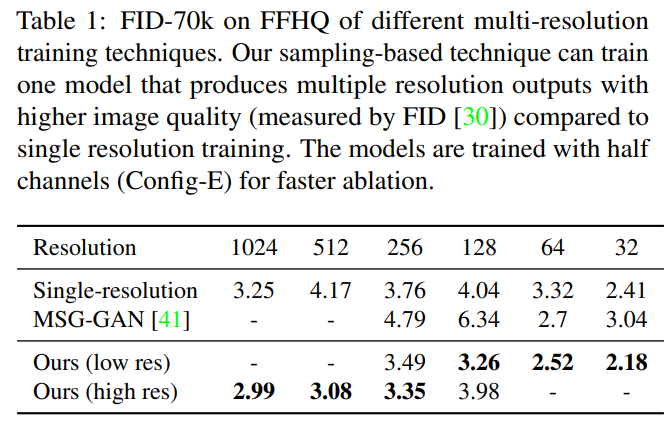 Table 1: FID-70k on FFHQ of different multi-resolution
training techniques. Our sampling-based technique can train
one model that produces multiple resolution outputs with
higher image quality (measured by FID [30]) compared to
single resolution training. The models are trained with half
channels (Config-E) for faster ablation.
Resolution 1024 512 256 128 64 32
Single-resolution 3.25 4.17 3.76 4.04 3.32 2.41
MSG-GAN [41] - - 4.79 6.34 2.7 3.04
Ours (low res) - - 3.49 3.26 2.52 2.18
Ours (high res) 2.99 3.08 3.35 3.98 - -